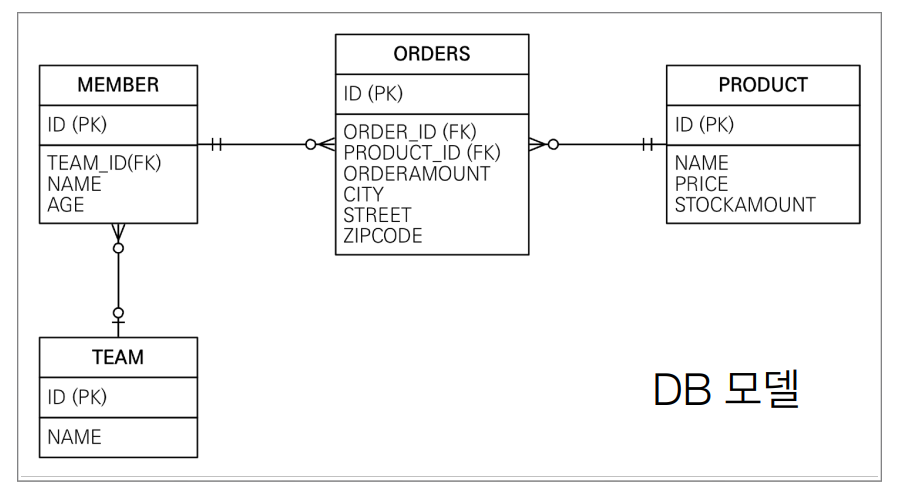 MEMBER
ID (PK)
TEAM_ID(FK)
NAME
AGE
ORDERS
ID (PK)
ORDER_ID (FK)
PRODUCT_ID (FK)
ORDERAMOUNT
CITY
STREET
ZIPCODE
PRODUCT
ID (PK)
NAME
PRICE
STOCKAMOUNT
TEAM
ID (PK)
NAME
DB 모델